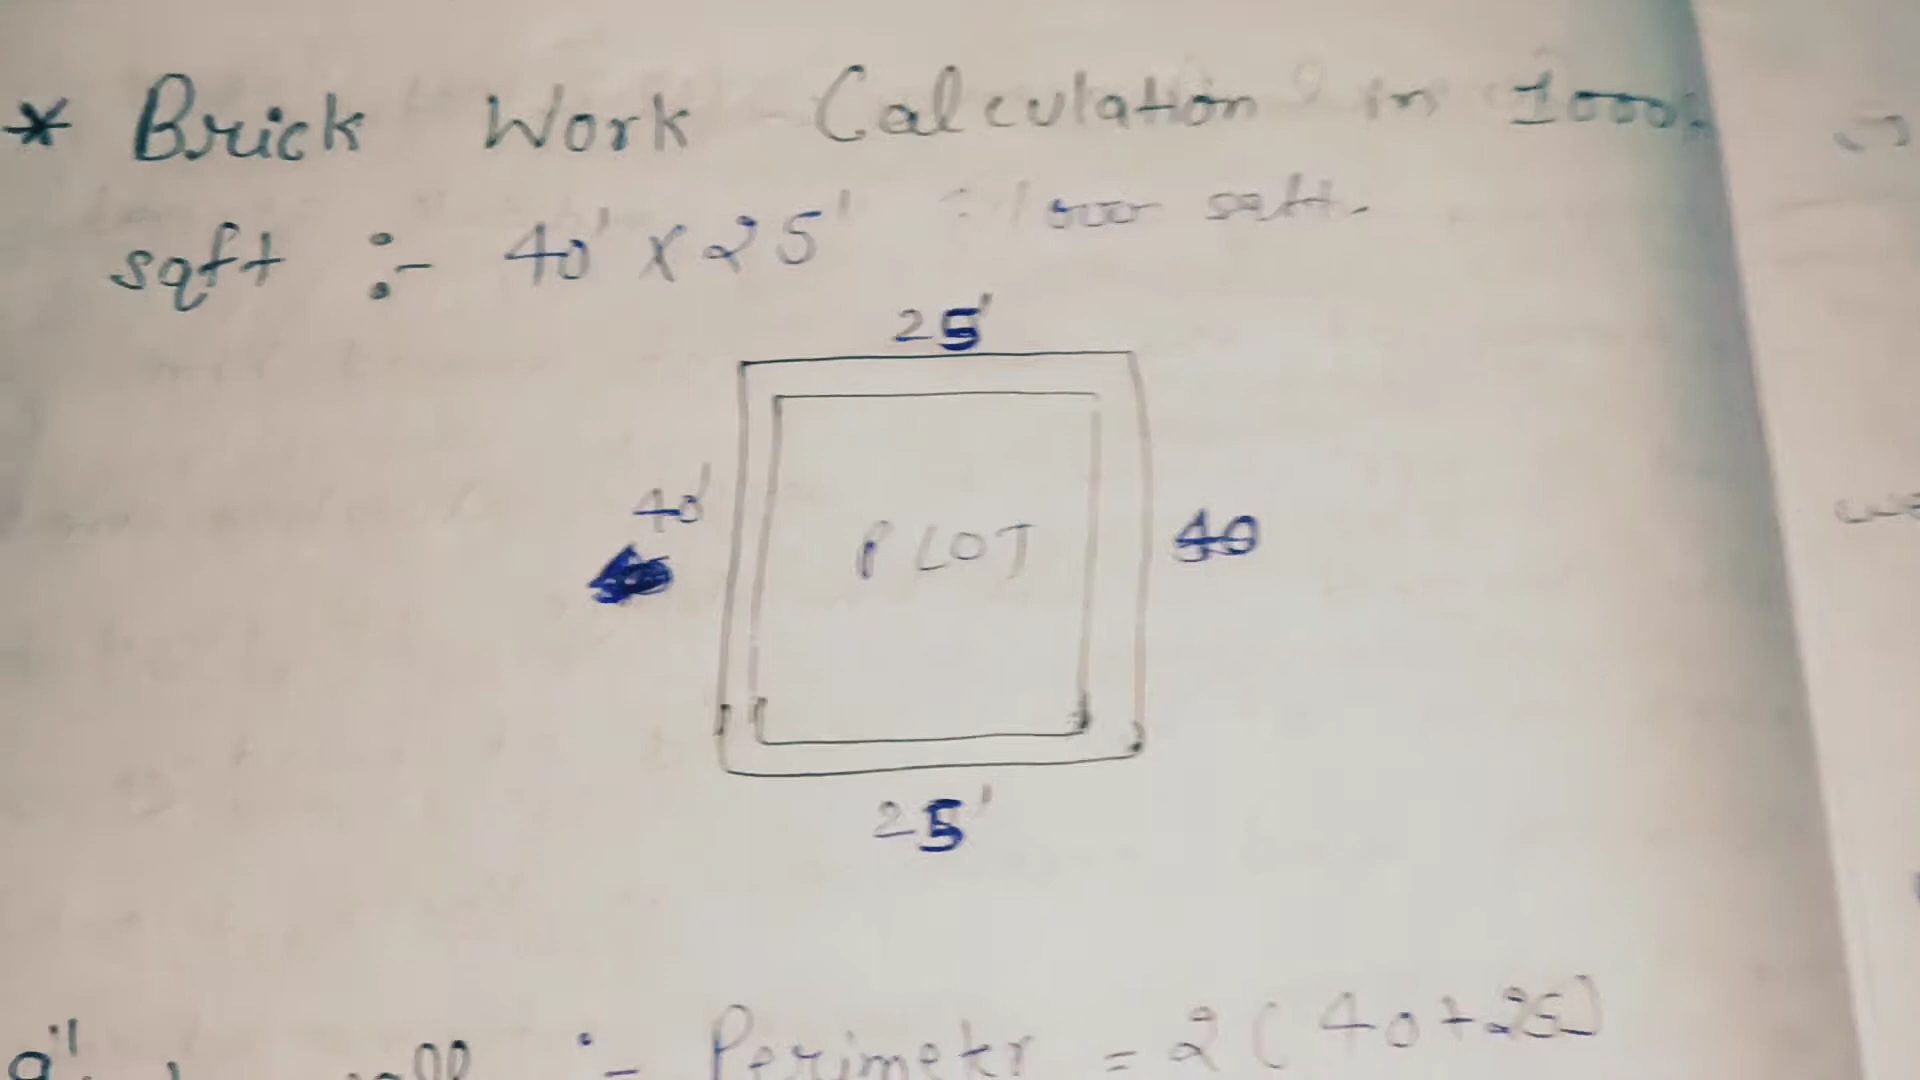 * Brick Work Calculation in 1000
sqft :- 40' x 25' = 1000 sqft.
25'
40'
PLOT
40
25'
9" :- Perimeter = 2 ( 40+25)